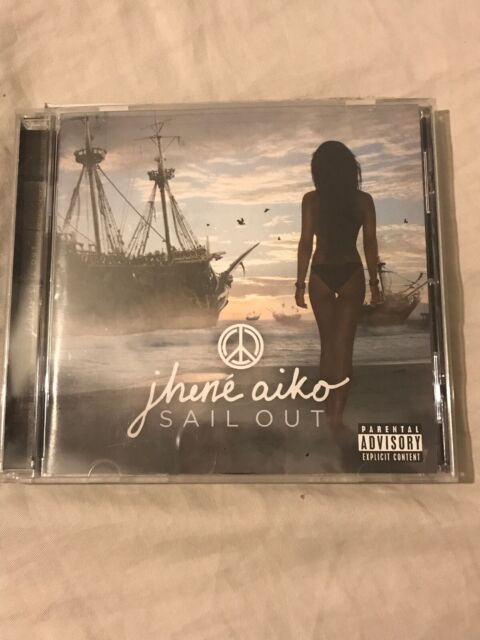 jhené aiko
SAIL OUT
PARENTAL
ADVISORY
EXPLICIT CONTENT